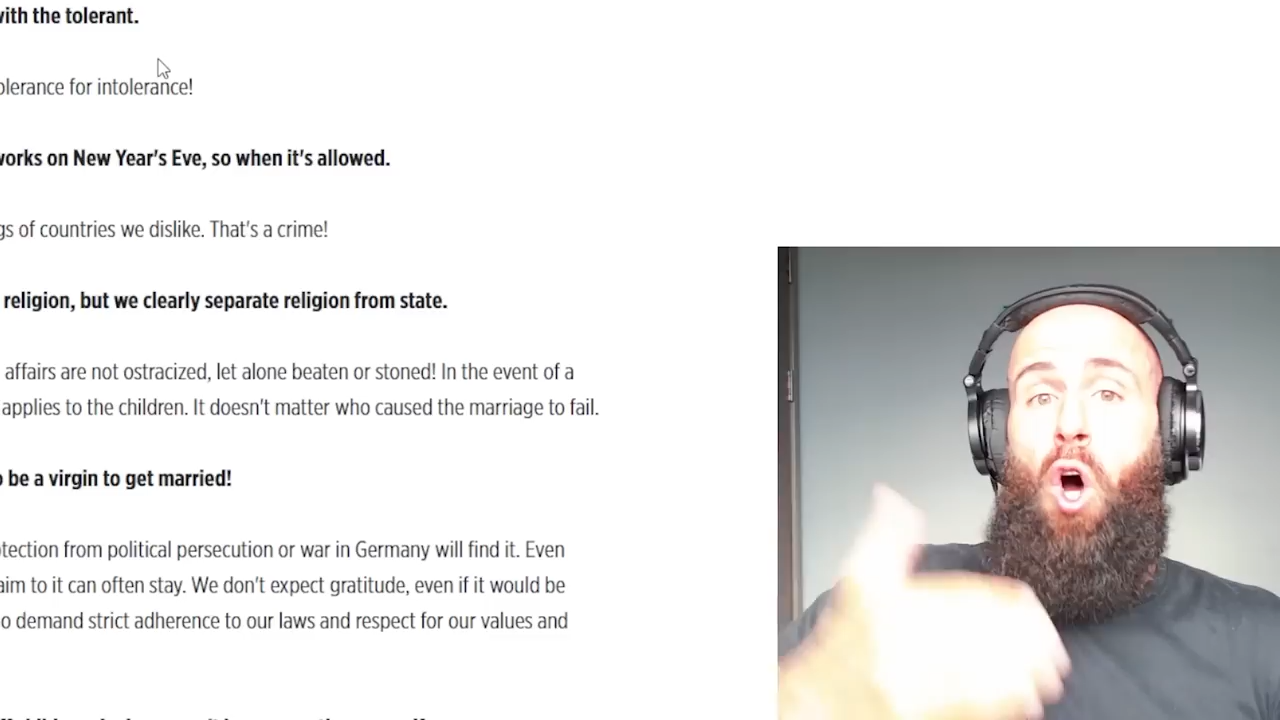 with the tolerant.
olerance for intolerance!
works on New Year's Eve, so when it's allowed.
gs of countries we dislike. That's a crime!
religion, but we clearly separate religion from state.
affairs are not ostracized, let alone beaten or stoned! In the event of a
applies to the children. It doesn't matter who caused the marriage to fail.
o be a virgin to get married!
tection from political persecution or war in Germany will find it. Even
aim to it can often stay. We don't expect gratitude, even if it would be
o demand strict adherence to our laws and respect for our values and